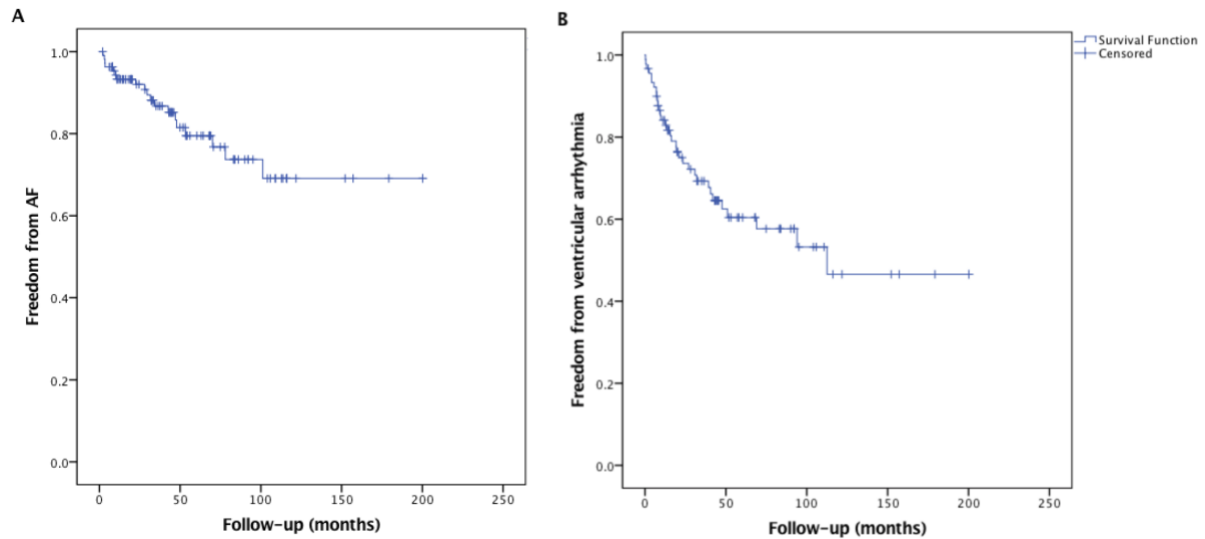 A
Freedom from AF
1.0
0.8
0.6
0.4
0.2
0.0
0 50 100 150 200 250
Follow-up (months)
B
Freedom from ventricular arrhythmia
1.0
0.8
0.6
0.4
0.2
0.0
0 50 100 150 200 250
Follow-up (months)
Survival Function
Censored